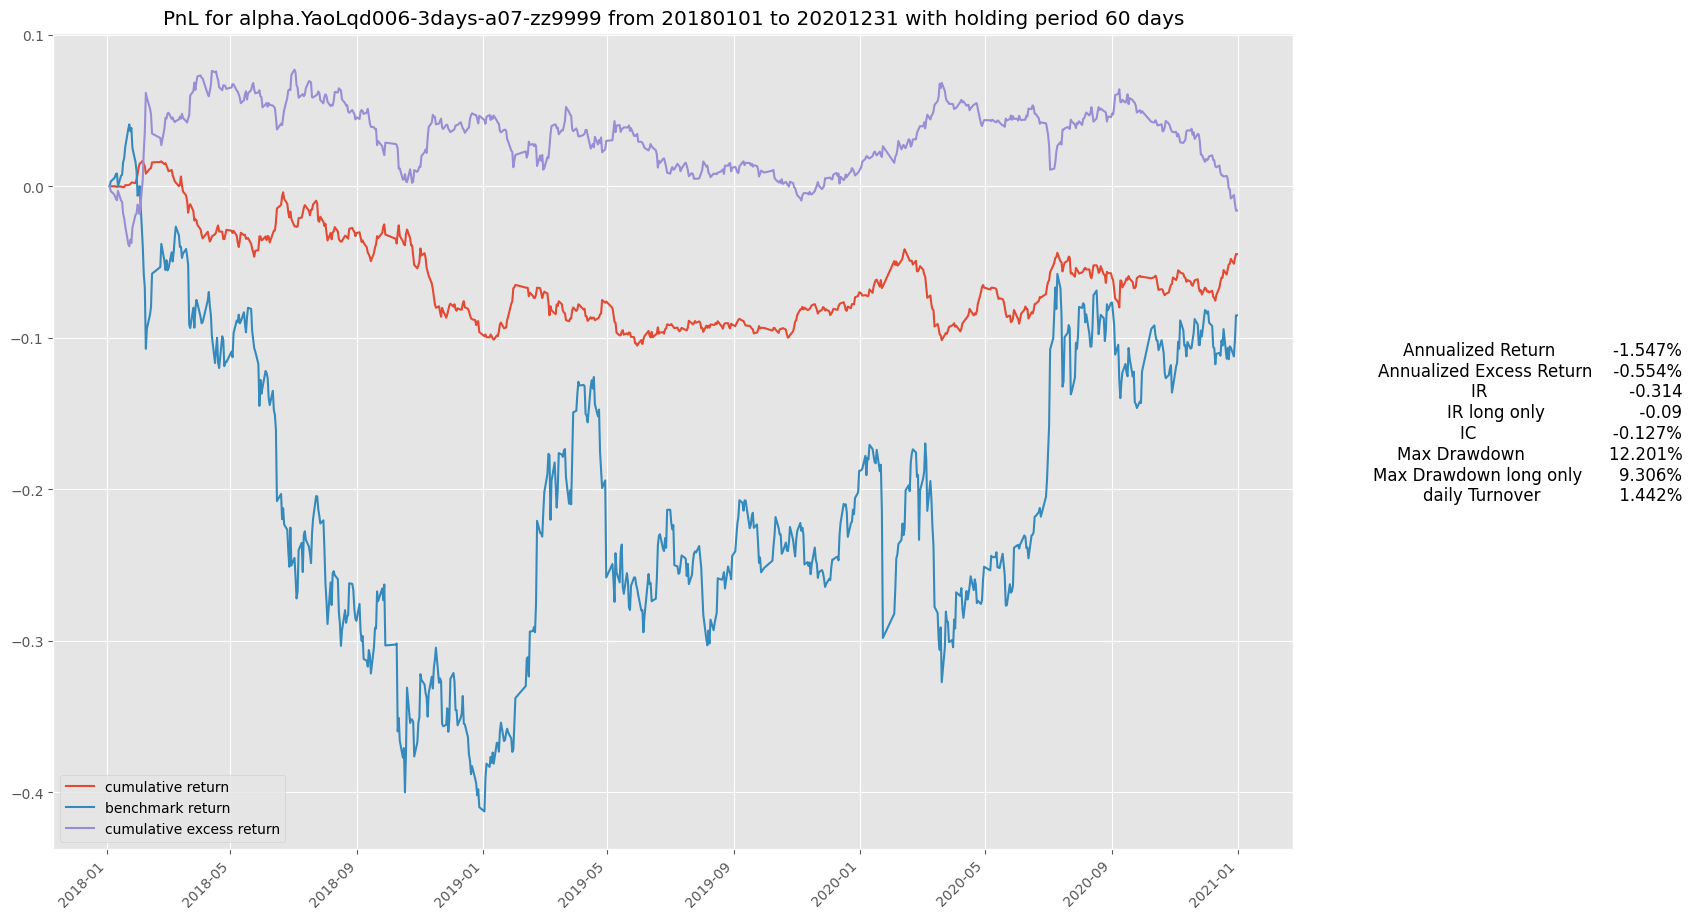 PnL for alpha.YaoLqd006-3days-a07-zz9999 from 20180101 to 20201231 with holding period 60 days
0.1
0.0
−0.1
−0.2
−0.3
−0.4
Annualized Return -1.547%
Annualized Excess Return -0.554%
IR -0.314
IR long only -0.09
IC -0.127%
Max Drawdown 12.201%
Max Drawdown long only 9.306%
daily Turnover 1.442%
cumulative return
benchmark return
cumulative excess return
2018-01
2018-05
2018-09
2019-01
2019-05
2019-09
2020-01
2020-05
2020-09
2021-01